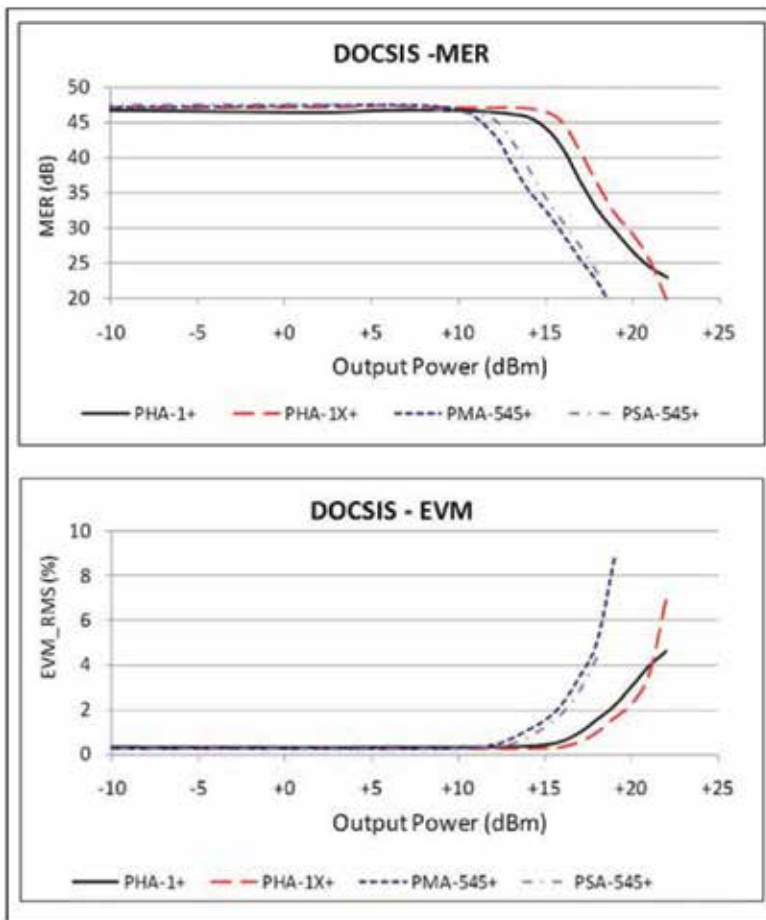 DOCSIS -MER
50
45
40
35
30
25
20
MER (dB)
-10 -5 +0 +5 +10 +15 +20 +25
Output Power (dBm)
PHA-1+ PHA-1X+ PMA-545+ PSA-545+
DOCSIS - EVM
10
8
6
4
2
0
EVM_RMS (%)
-10 -5 +0 +5 +10 +15 +20 +25
Output Power (dBm)
PHA-1+ PHA-1X+ PMA-545+ PSA-545+